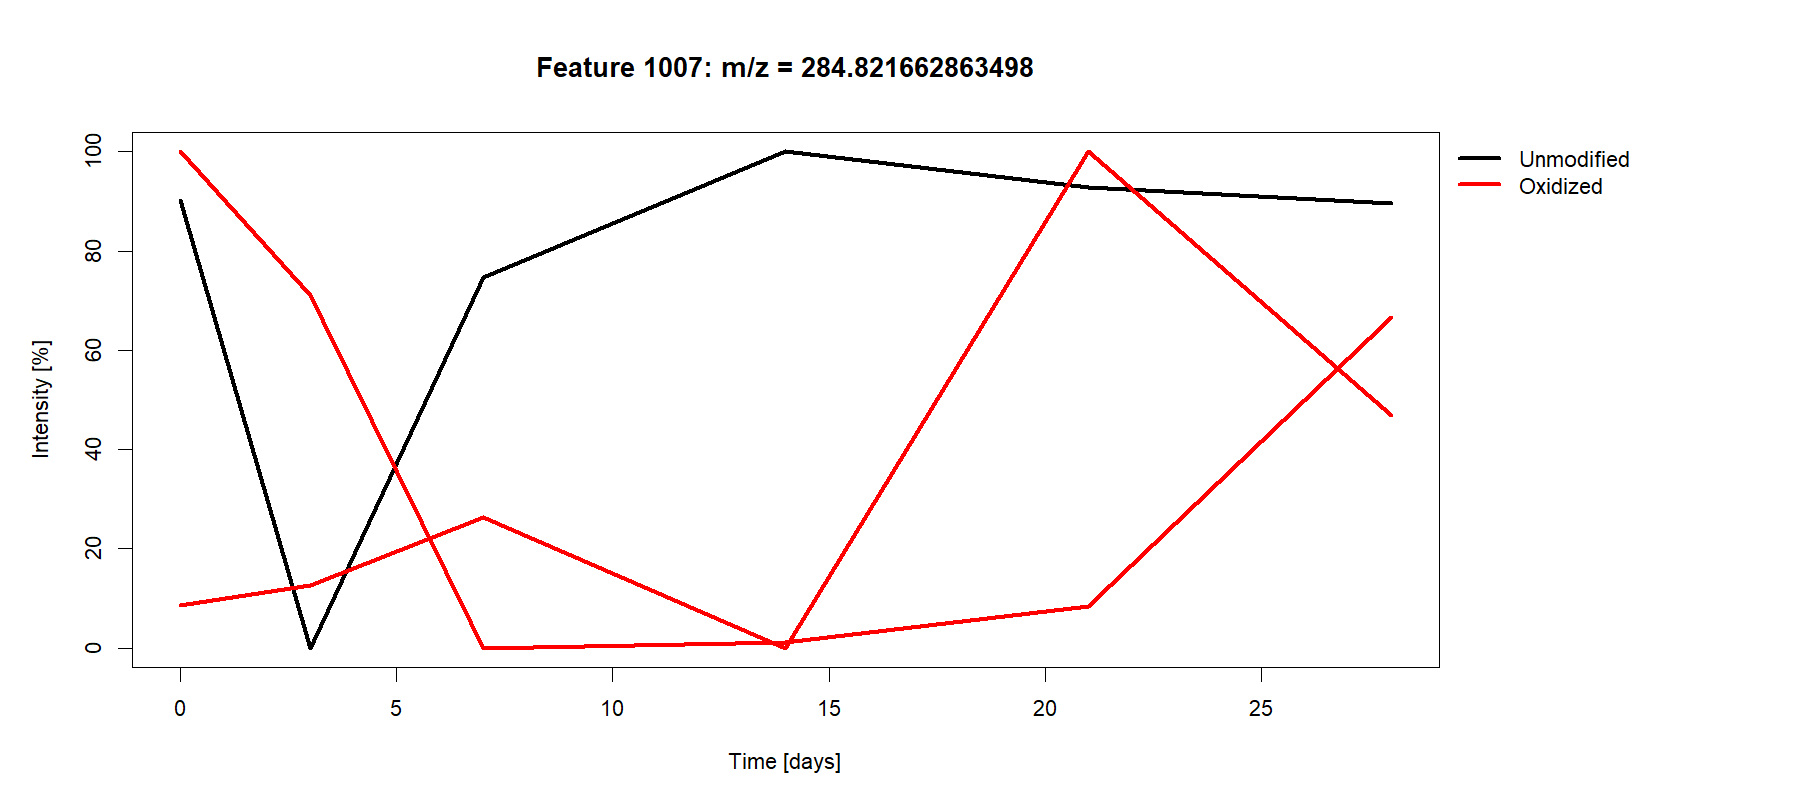 Feature 1007: m/z = 284.821662863498
Unmodified
Oxidized
Intensity [%]
100
80
60
40
20
0
0 5 10 15 20 25
Time [days]